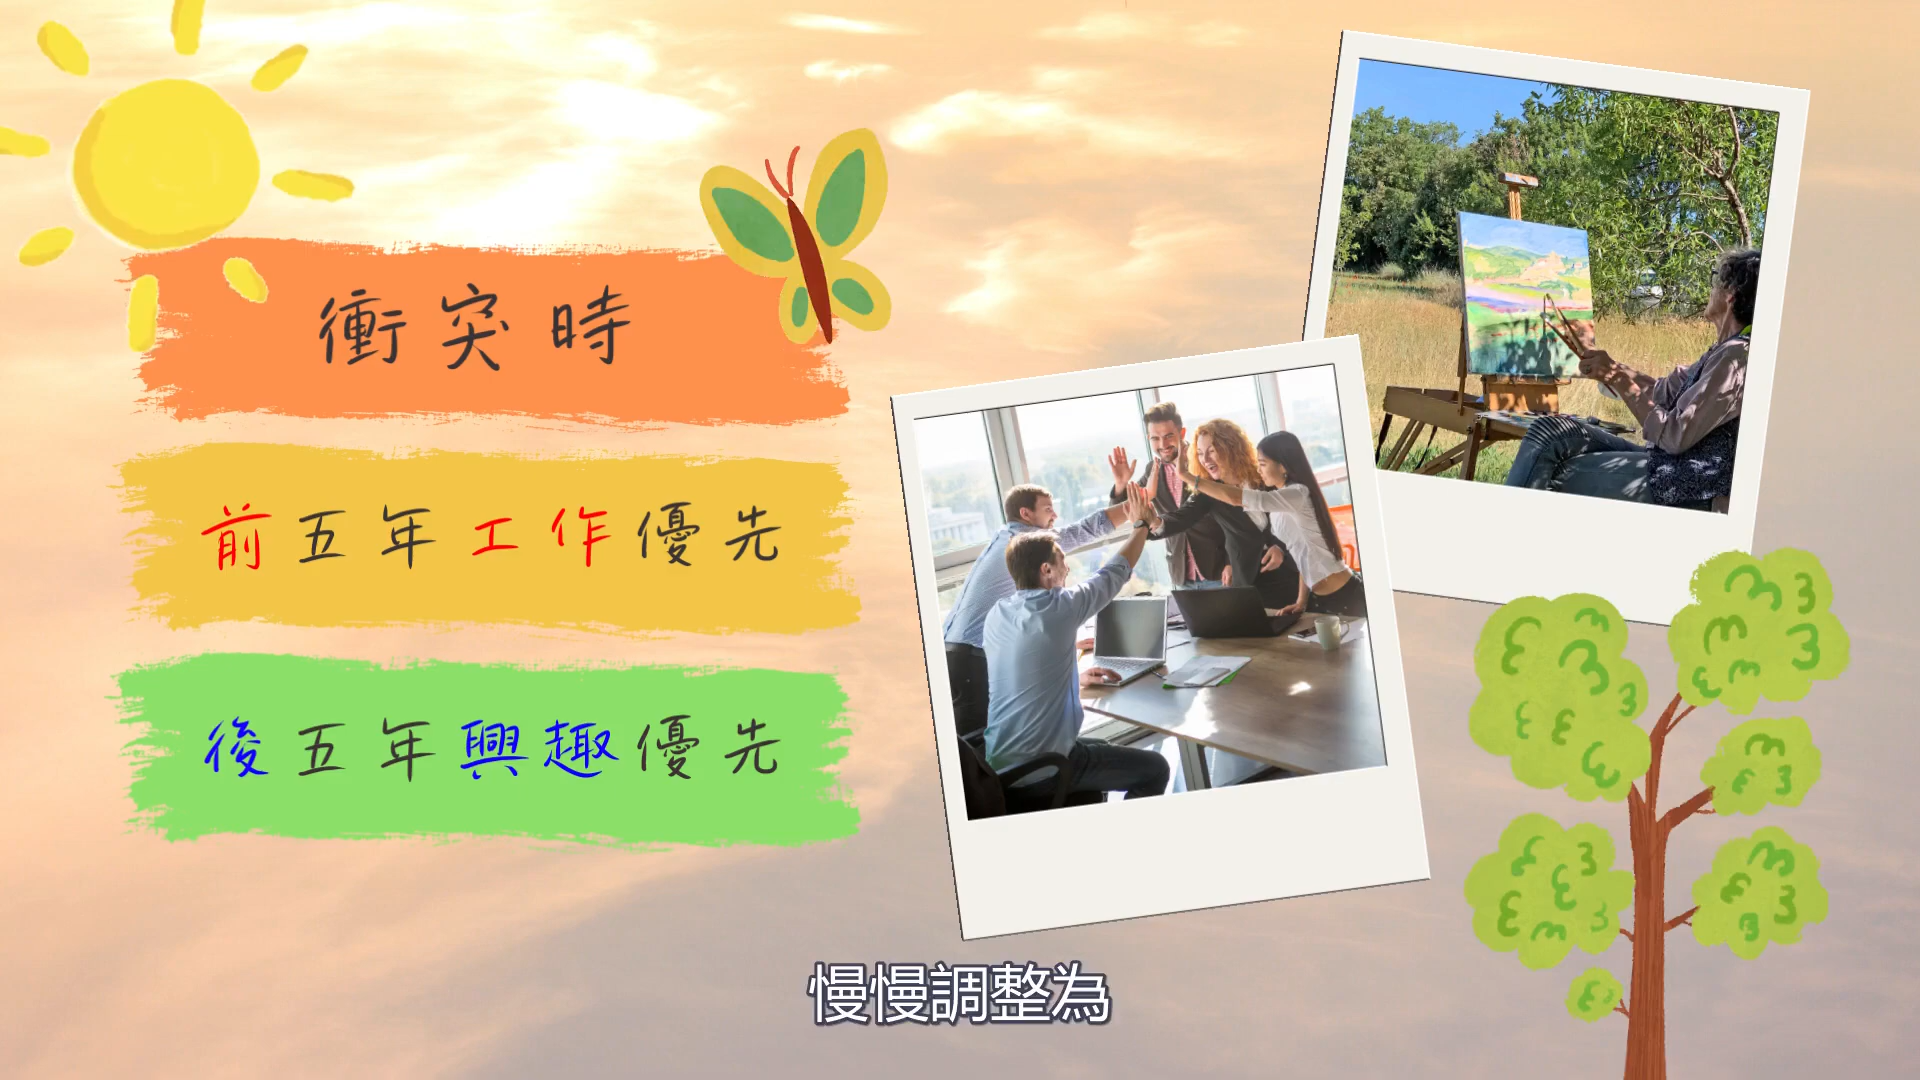 衝突時
前五年工作優先
後五年興趣優先
慢慢調整為